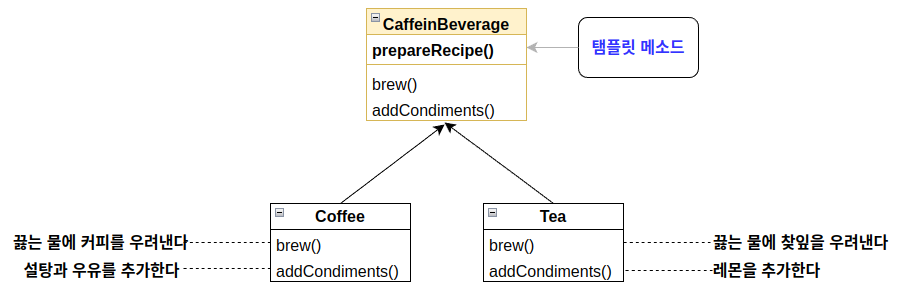 CaffeinBeverage
prepareRecipe()
탬플릿 메소드
brew()
addCondiments()
Coffee
Tea
끓는 물에 커피를 우려낸다
brew()
brew()
끓는 물에 찾잎을 우려낸다
설탕과 우유를 추가한다
addCondiments()
addCondiments()
레몬을 추가한다